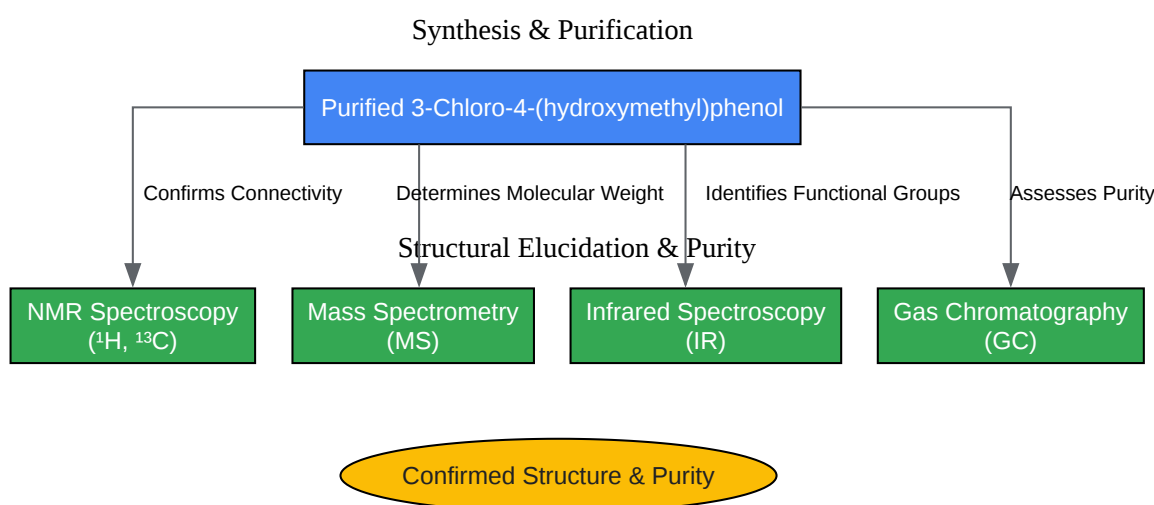 Synthesis & Purification
Purified 3-Chloro-4-(hydroxymethyl)phenol
Confirms Connectivity
Determines Molecular Weight
Identifies Functional Groups
Assesses Purity
Structural Elucidation & Purity
NMR Spectroscopy
(¹H, ¹³C)
Mass Spectrometry
(MS)
Infrared Spectroscopy
(IR)
Gas Chromatography
(GC)
Confirmed Structure & Purity